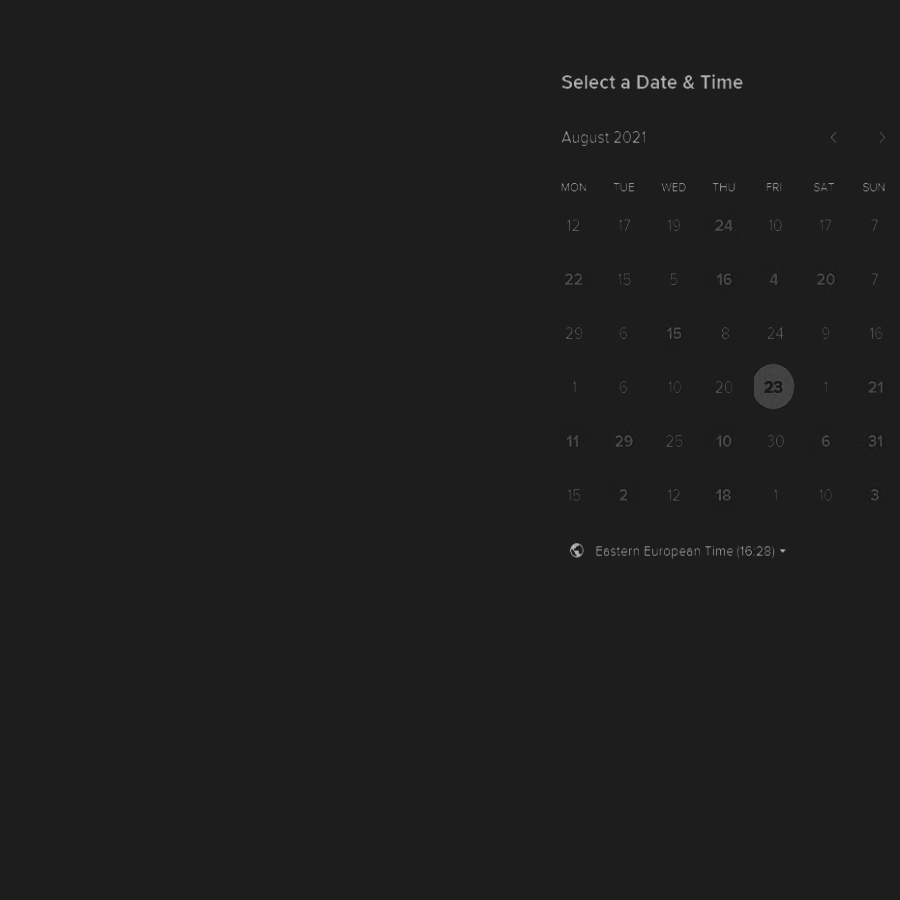 Select a Date & Time
August 2021
MON TUE WED THU FRI SAT SUN
12 17 19 24 10 17 7
22 15 5 16 4 20 7
29 6 15 8 24 9 16
1 6 10 20 23 1 21
11 29 25 10 30 6 31
15 2 12 18 1 10 3
Eastern European Time (16:28)